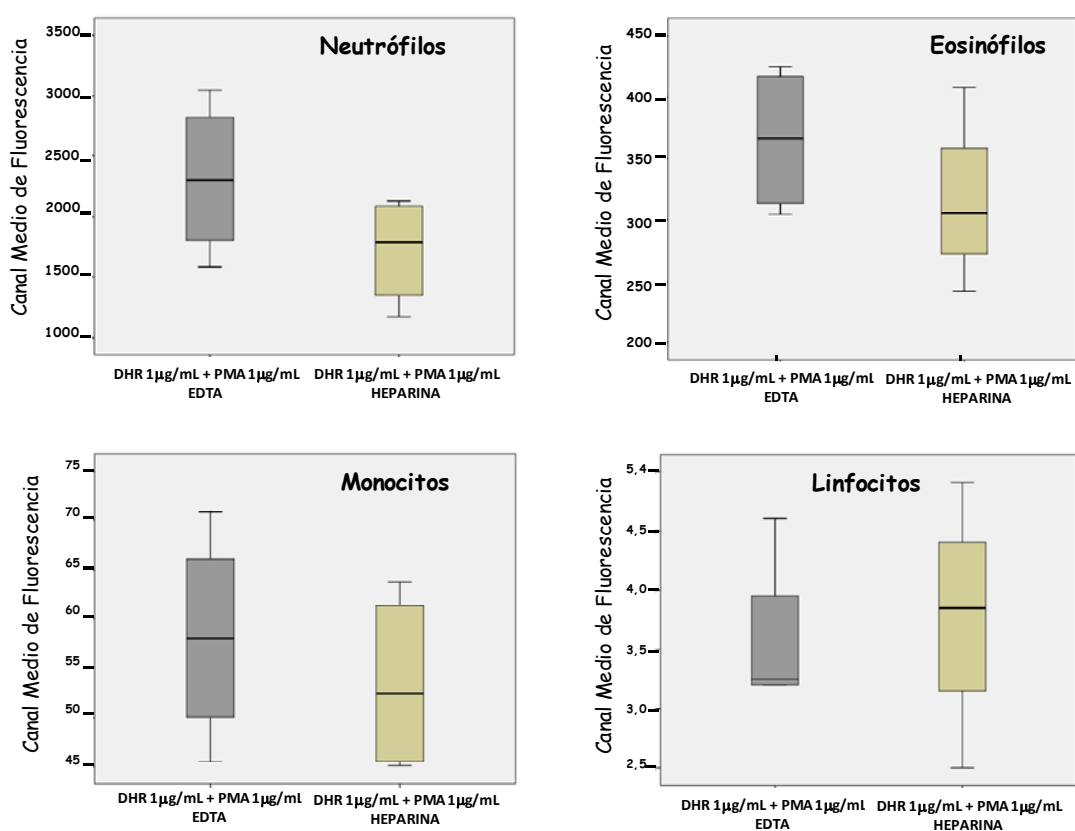 Neutrófilos
Canal Medio de Fluorescencia
3500
3000
2500
2000
1500
1000
DHR 1µg/mL + PMA 1µg/mL
EDTA
DHR 1µg/mL + PMA 1µg/mL
HEPARINA
Eosinófilos
Canal Medio de Fluorescencia
450
400
350
300
250
200
DHR 1µg/mL + PMA 1µg/mL
EDTA
DHR 1µg/mL + PMA 1µg/mL
HEPARINA
Monocitos
Canal Medio de Fluorescencia
75
70
65
60
55
50
45
DHR 1µg/mL + PMA 1µg/mL
EDTA
DHR 1µg/mL + PMA 1µg/mL
HEPARINA
Linfocitos
Canal Medio de Fluorescencia
5,4
4,5
4,0
3,5
3,0
2,5
DHR 1µg/mL + PMA 1µg/mL
EDTA
DHR 1µg/mL + PMA 1µg/mL
HEPARINA